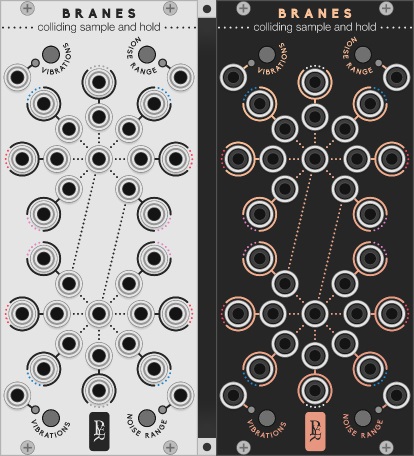 BRANES
colliding sample and hold
VIBRATIONS
NOISE RANGE
VIBRATIONS
NOISE RANGE
BRANES
colliding sample and hold
VIBRATIONS
NOISE RANGE
VIBRATIONS
NOISE RANGE